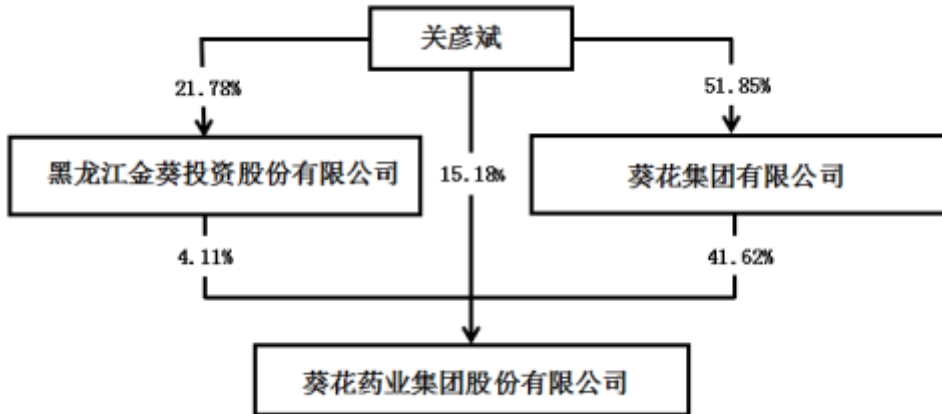 关彦斌
21.78%
51.85%
黑龙江金葵投资股份有限公司
15.18%
葵花集团有限公司
4.11%
41.62%
葵花药业集团股份有限公司